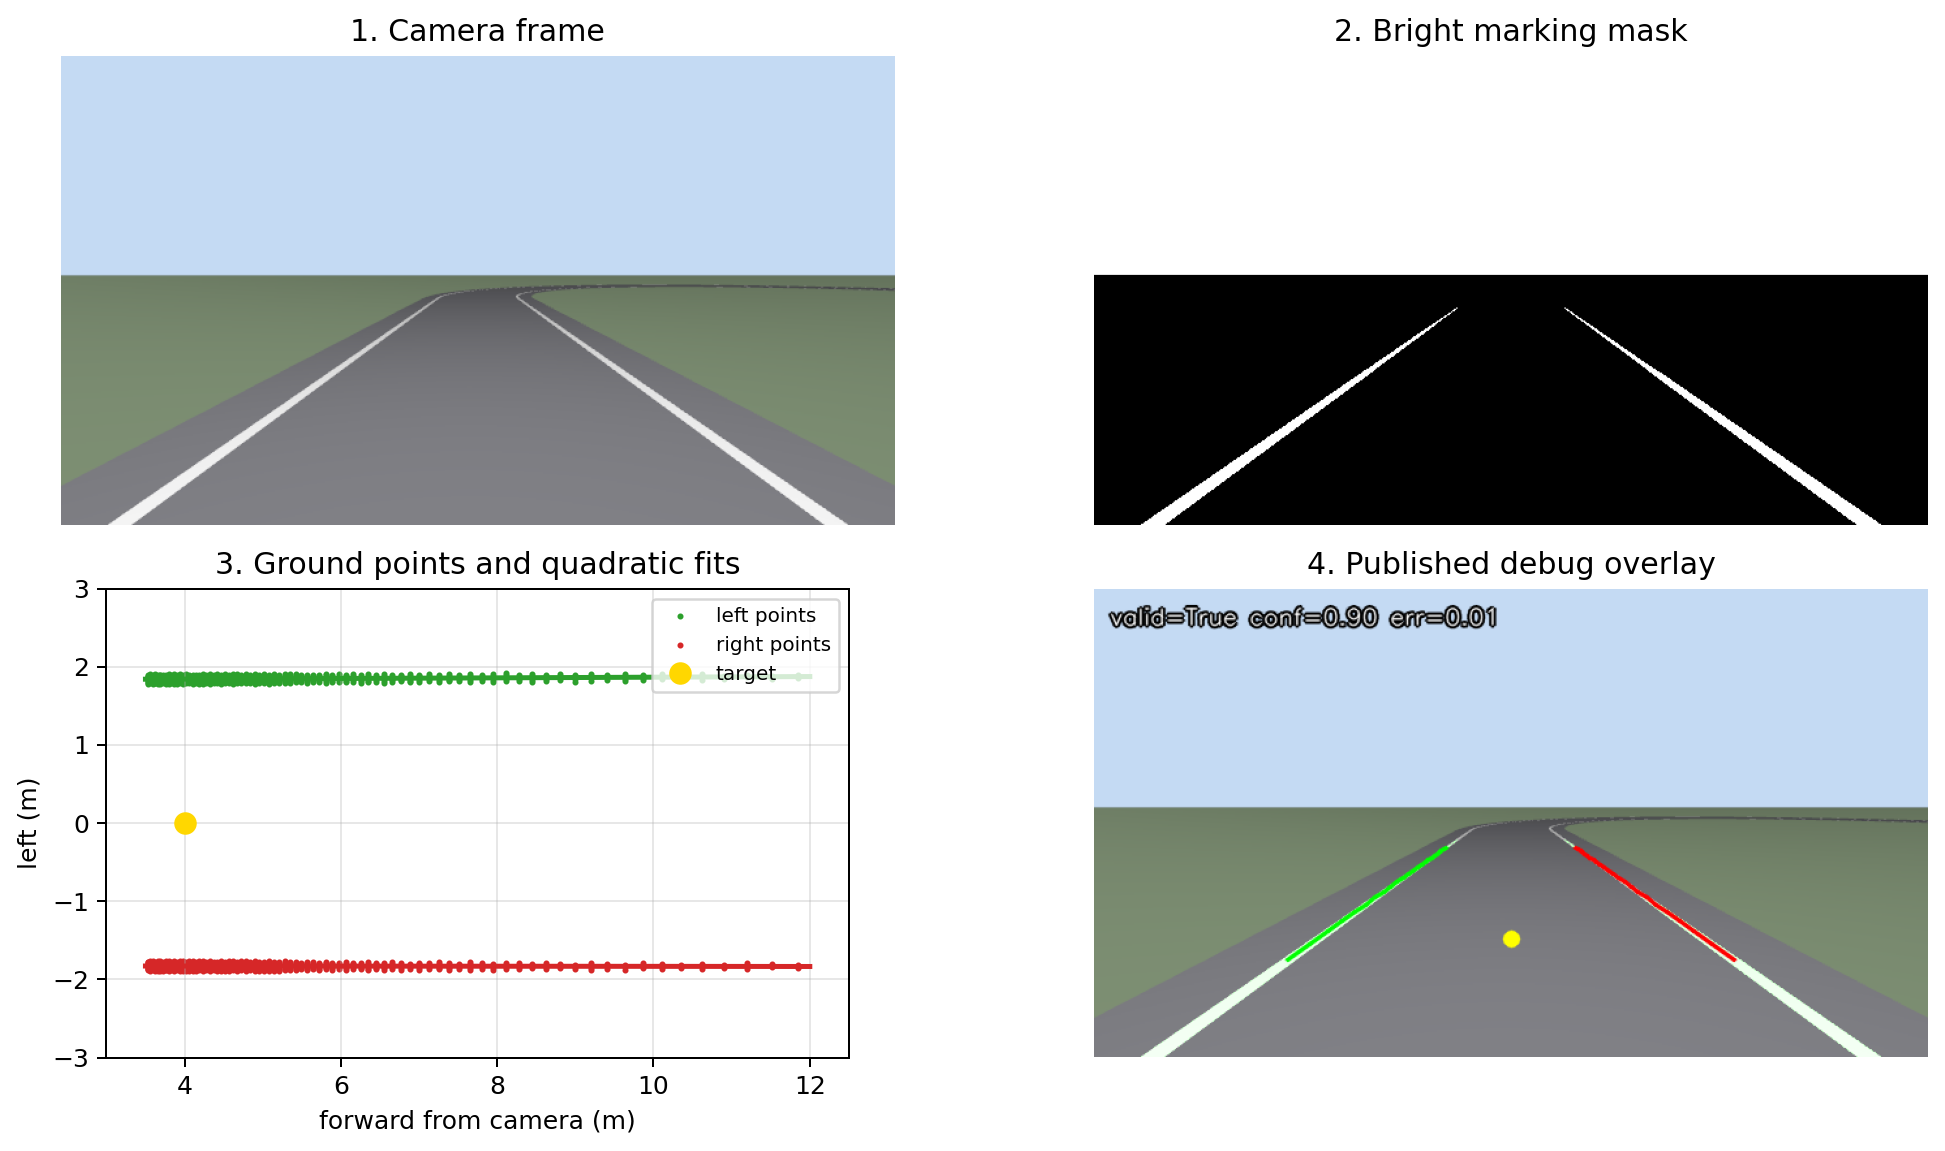 1. Camera frame
2. Bright marking mask
3. Ground points and quadratic fits
3
2
1
0
−1
−2
−3
left (m)
4
6
8
10
12
forward from camera (m)
left points
right points
target
4. Published debug overlay
valid=True conf=0.90 err=0.01